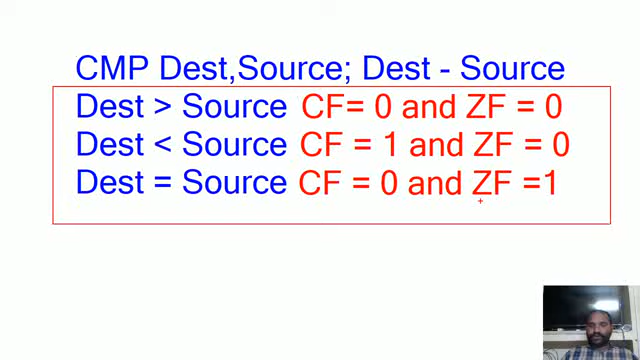 CMP Dest,Source; Dest - Source
Dest > Source CF= 0 and ZF = 0
Dest < Source CF = 1 and ZF = 0
Dest = Source CF = 0 and ZF =1